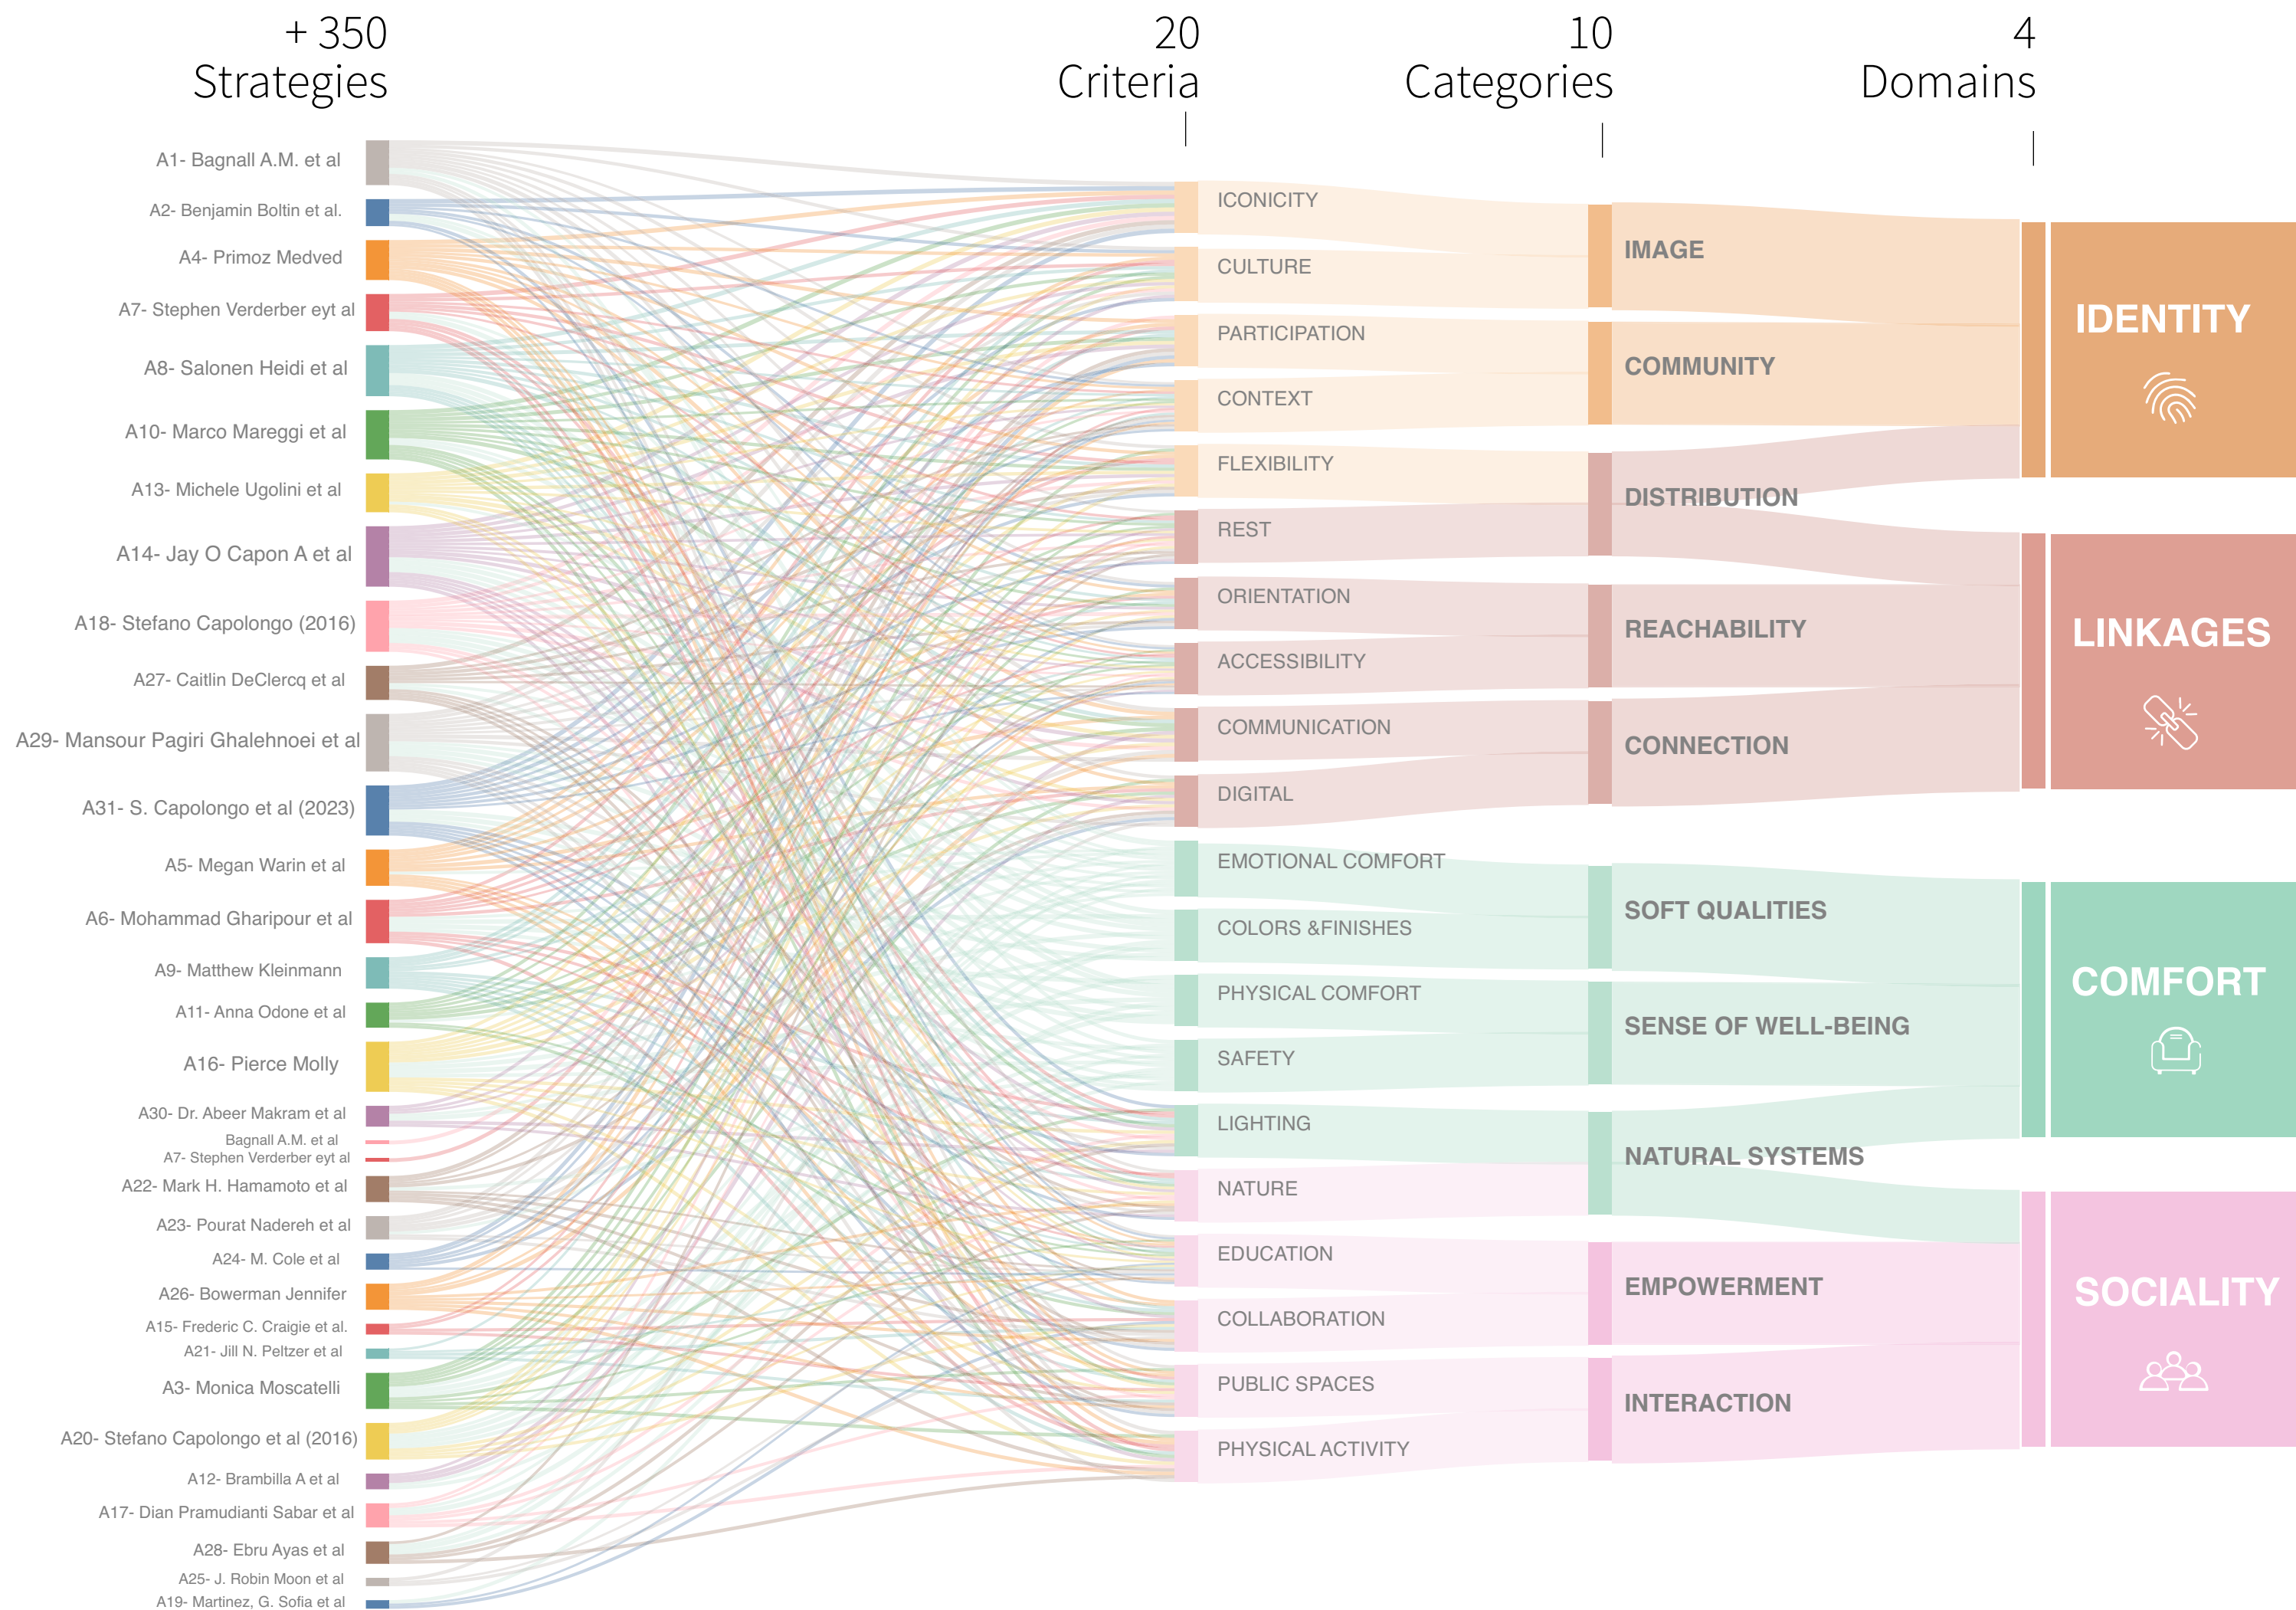 + 350
Strategies
20
Criteria
10
Categories
4
Domains
A1- Bagnall A.M. et al
A2- Benjamin Boltin et al.
A4- Primoz Medved
A7- Stephen Verderber eyt al
A8- Salonen Heidi et al
A10- Marco Mareggi et al
A13- Michele Ugolini et al
A14- Jay O Capon A et al
A18- Stefano Capolongo (2016)
A27- Caitlin DeClercq et al
A29- Mansour Pagiri Ghalehnoei et al
A31- S. Capolongo et al (2023)
A5- Megan Warin et al
A6- Mohammad Gharipour et al
A9- Matthew Kleinmann
A11- Anna Odone et al
A16- Pierce Molly
A30- Dr. Abeer Makram et al
Bagnall A.M. et al
A7- Stephen Verderber eyt al
A22- Mark H. Hamamoto et al
A23- Pourat Nadereh et al
A24- M. Cole et al
A26- Bowerman Jennifer
A15- Frederic C. Craigie et al.
A21- Jill N. Peltzer et al
A3- Monica Moscatelli
A20- Stefano Capolongo et al (2016)
A12- Brambilla A et al
A17- Dian Pramudianti Sabar et al
A28- Ebru Ayas et al
A25- J. Robin Moon et al
A19- Martinez, G. Sofia et al
ICONICITY
CULTURE
PARTICIPATION
CONTEXT
FLEXIBILITY
REST
ORIENTATION
ACCESSIBILITY
COMMUNICATION
DIGITAL
EMOTIONAL COMFORT
COLORS &FINISHES
PHYSICAL COMFORT
SAFETY
LIGHTING
NATURE
EDUCATION
COLLABORATION
PUBLIC SPACES
PHYSICAL ACTIVITY
IMAGE
COMMUNITY
DISTRIBUTION
REACHABILITY
CONNECTION
SOFT QUALITIES
SENSE OF WELL-BEING
NATURAL SYSTEMS
EMPOWERMENT
INTERACTION
IDENTITY
LINKAGES
COMFORT
SOCIALITY